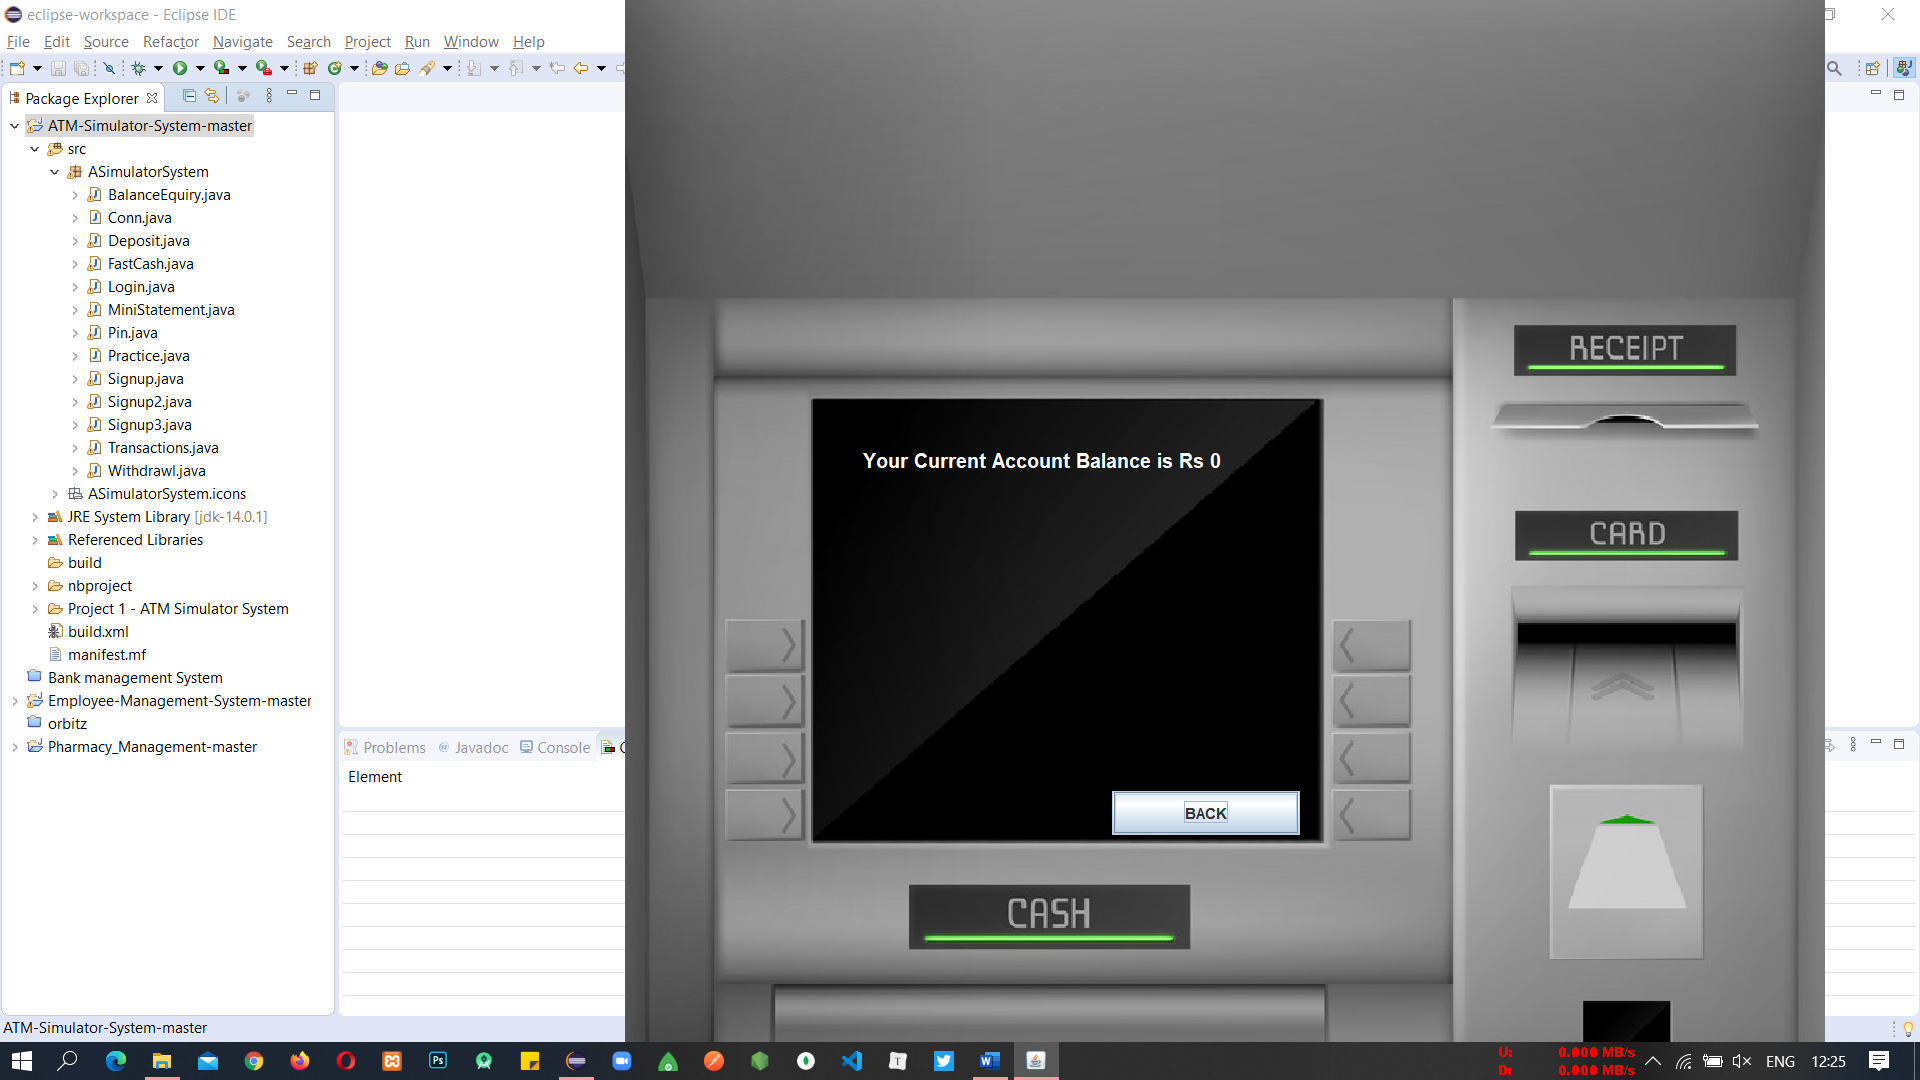 eclipse-workspace - Eclipse IDE
File Edit Source Refactor Navigate Search Project Run Window Help
Package Explorer
ATM-Simulator-System-master
src
ASimulatorSystem
BalanceEquiry.java
Conn.java
Deposit.java
FastCash.java
Login.java
MiniStatement.java
Pin.java
Practice.java
Signup.java
Signup2.java
Signup3.java
Transactions.java
Withdrawl.java
ASimulatorSystem.icons
JRE System Library [jdk-14.0.1]
Referenced Libraries
build
nbproject
Project 1 - ATM Simulator System
build.xml
manifest.mf
Bank management System
Employee-Management-System-master
orbitz
Pharmacy_Management-master
Problems Javadoc Console
Element
Your Current Account Balance is Rs 0
BACK
CASH
RECEIPT
CARD
ATM-Simulator-System-master
U: 0.000 MB/s
D: 0.000 MB/s
ENG 12:25